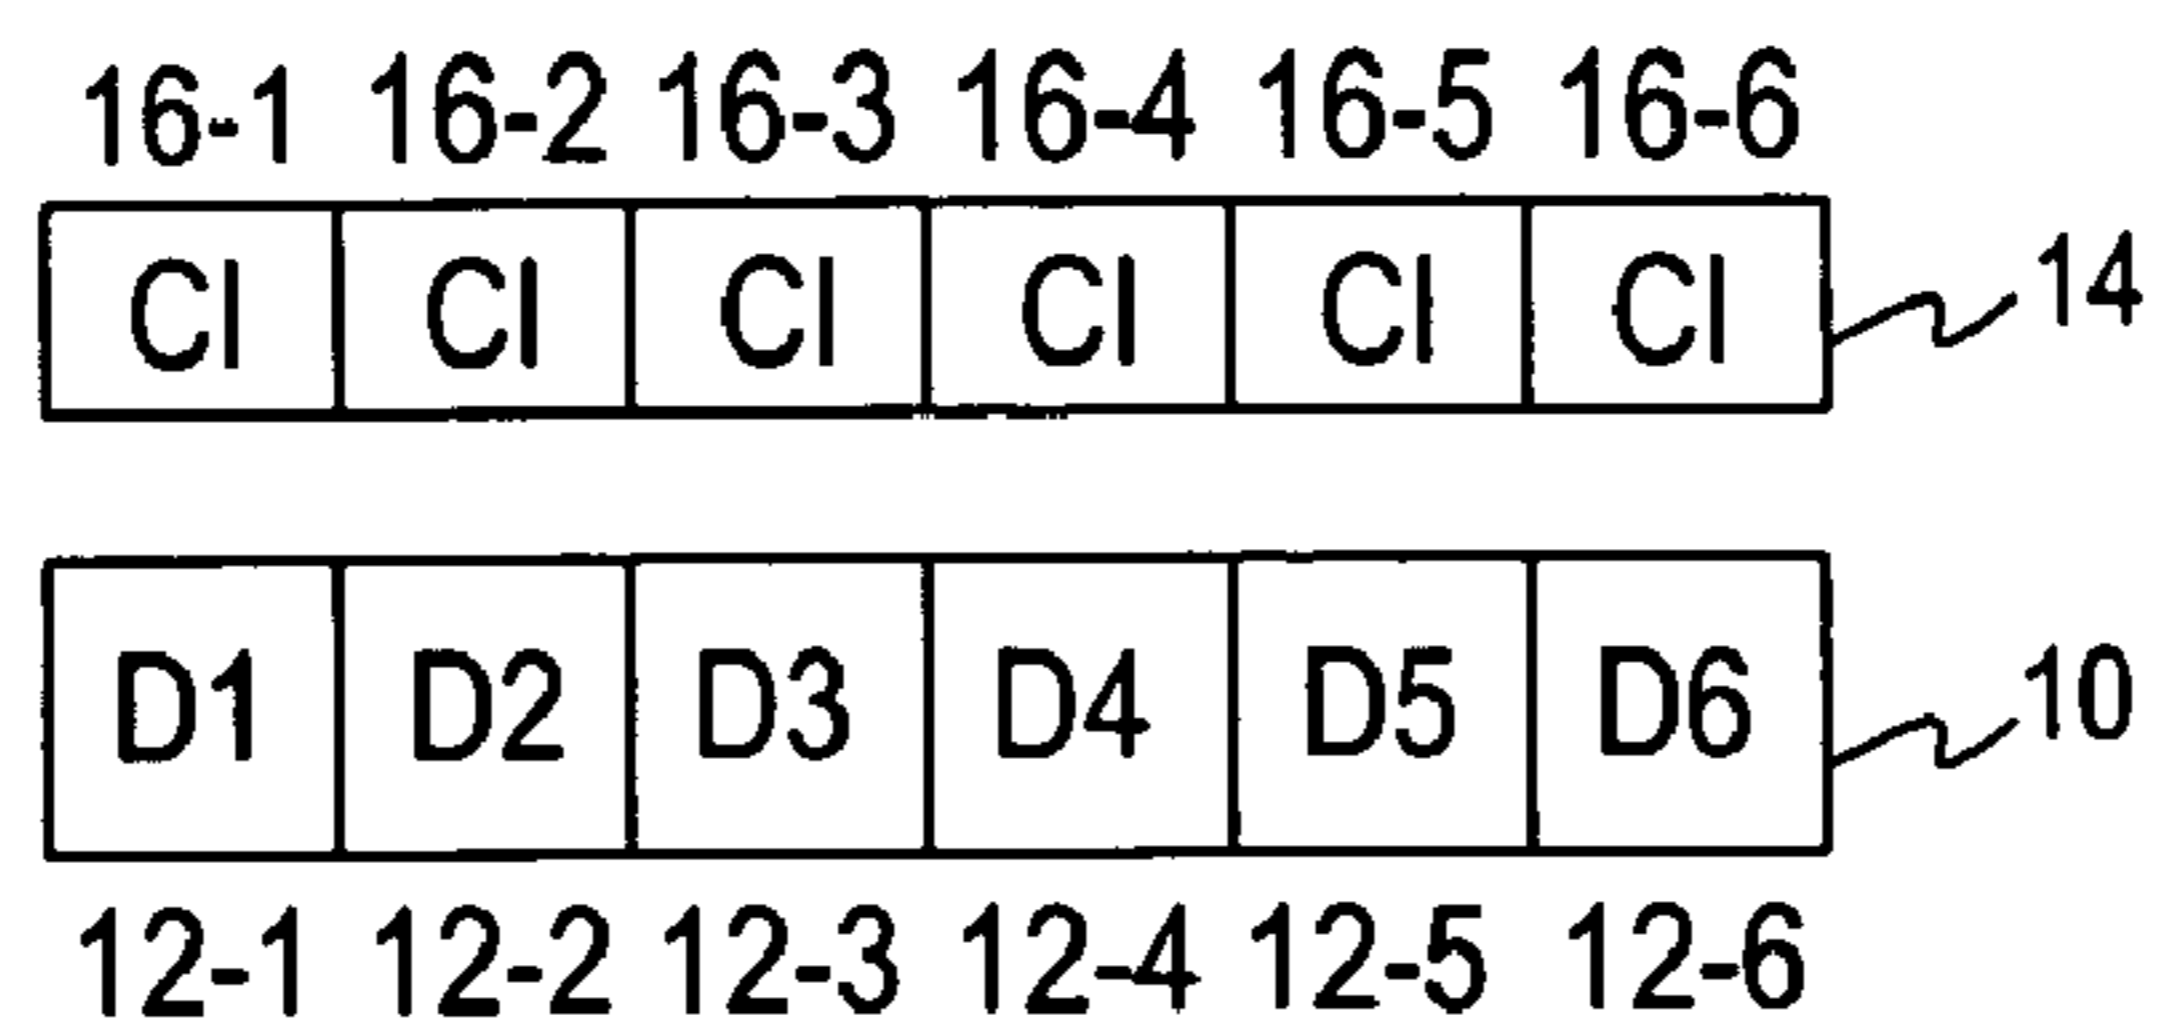 16-1 16-2 16-3 16-4 16-5 16-6
CI CI CI CI CI CI 14
D1 D2 D3 D4 D5 D6 10
12-1 12-2 12-3 12-4 12-5 12-6